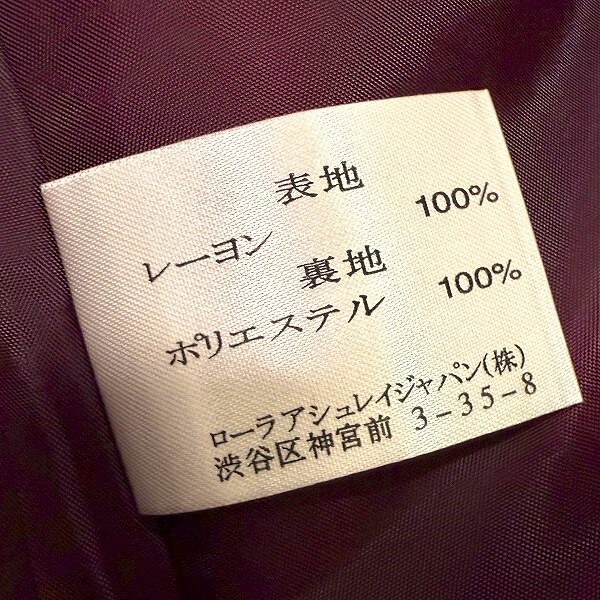 表地
レーヨン 100%
裏地
ポリエステル 100%
ローラアシュレイジャパン(株)
渋谷区神宮前 3-35-8